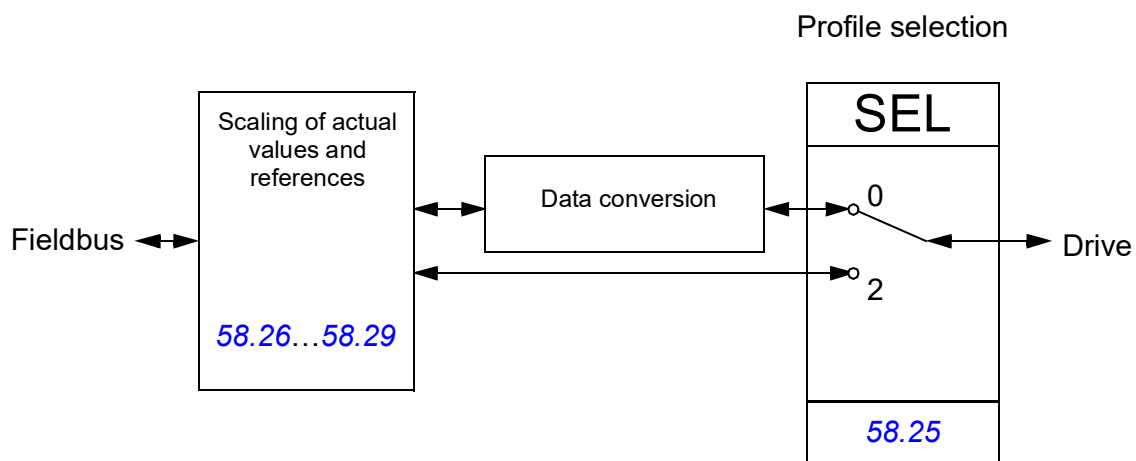 Profile selection
SEL
Scaling of actual
values and
references
Data conversion
0
Fieldbus
Drive
2
58.26…58.29
58.25